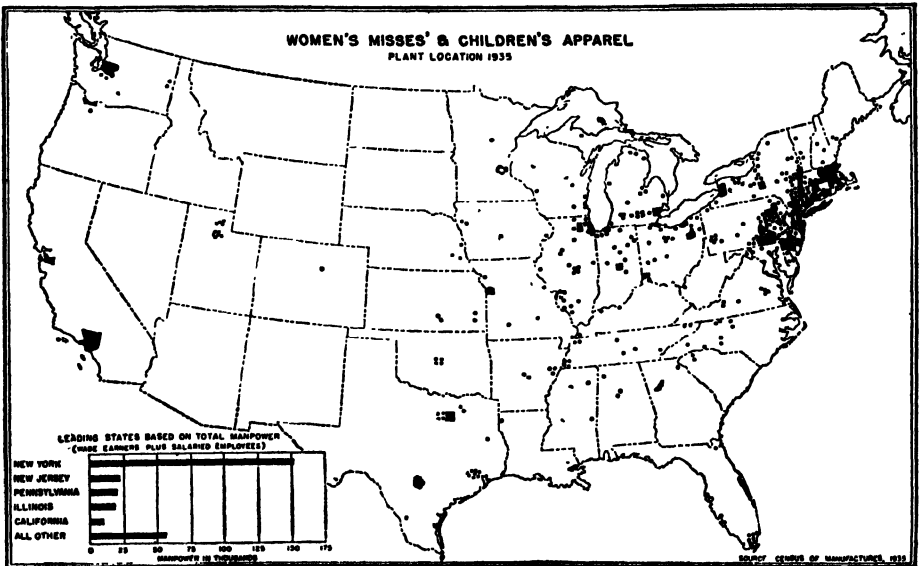 WOMEN'S MISSES' & CHILDREN'S APPAREL
PLANT LOCATION 1935
LEADING STATES BASED ON TOTAL MANPOWER
(WAGE EARNERS PLUS SALARIED EMPLOYEES)
NEW YORK
NEW JERSEY
PENNSYLVANIA
ILLINOIS
CALIFORNIA
ALL OTHER
0 25 50 75 100 125 150 175
MANPOWER IN THOUSANDS
SOURCE CENSUS OF MANUFACTURES, 1935